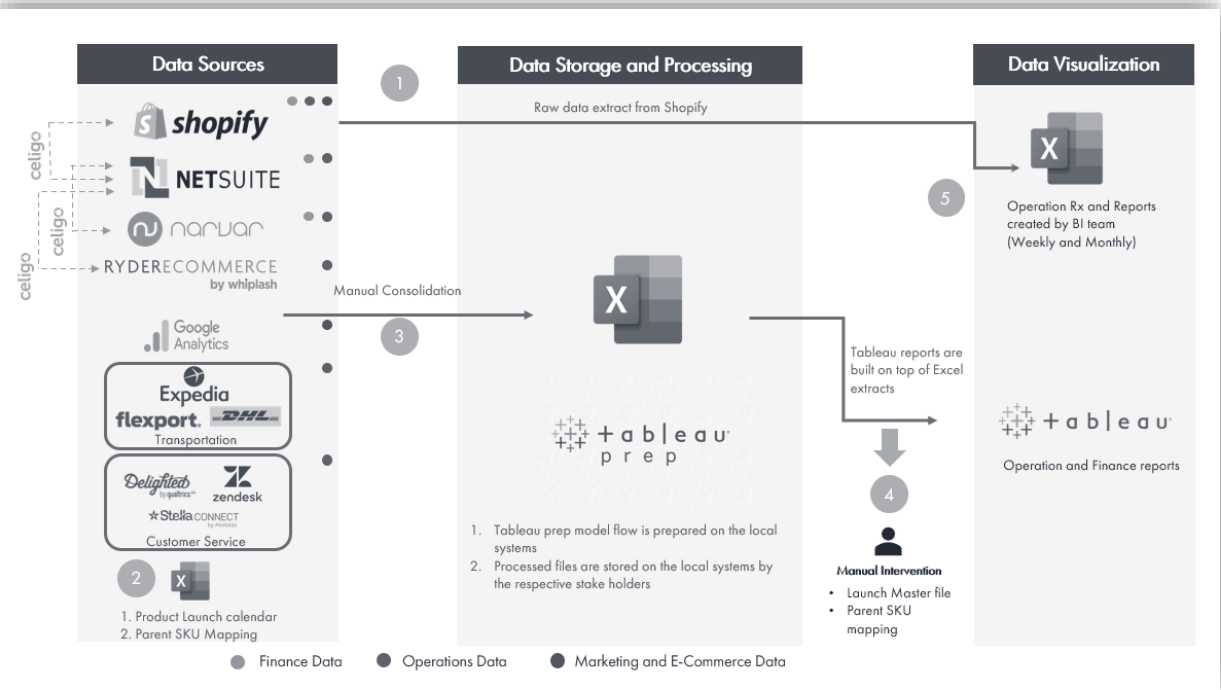 Data Sources
Data Storage and Processing
Data Visualization
1
Raw data extract from Shopify
shopify
celigo
NETSUITE
narvar
celigo
RYDERECOMMERCE
by whiplash
celigo
Manual Consolidation
3
Google
Analytics
Expedia
flexport.
DHL
Transportation
Delighted
by qualtrics
zendesk
Stella CONNECT
by Medallia
Customer Service
2
X
1. Product Launch calendar
2. Parent SKU Mapping
X
+ a b | e a u
p r e p
1. Tableau prep model flow is prepared on the local
systems
2. Processed files are stored on the local systems by
the respective stake holders
Tableau reports are
built on top of Excel
extracts
4
Manual Intervention
• Launch Master file
• Parent SKU
mapping
5
X
Operation Rx and Reports
created by BI team
(Weekly and Monthly)
+ a b | e a u
Operation and Finance reports
Finance Data
Operations Data
Marketing and E-Commerce Data